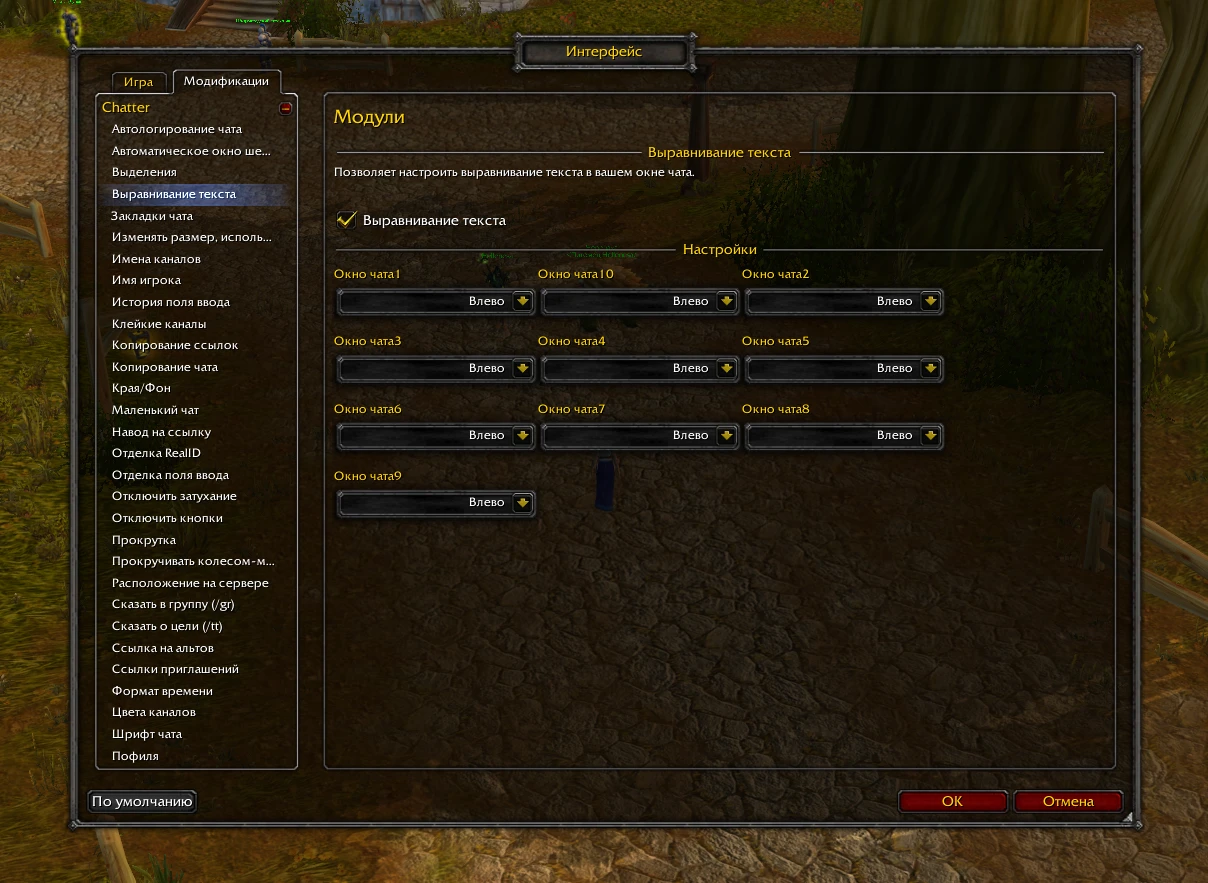 Интерфейс
Игра
Модификации
Chatter
Автологирование чата
Автоматическое окно ше...
Выделения
Выравнивание текста
Закладки чата
Изменять размер, исполь...
Имена каналов
Имя игрока
История поля ввода
Клейкие каналы
Копирование ссылок
Копирование чата
Края/Фон
Маленький чат
Навод на ссылку
Отделка RealID
Отделка поля ввода
Отключить затухание
Отключить кнопки
Прокрутка
Прокручивать колесом-м...
Расположение на сервере
Сказать в группу (/gr)
Сказать о цели (/tt)
Ссылка на альтов
Ссылки приглашений
Формат времени
Цвета каналов
Шрифт чата
Пофиля
Модули
Выравнивание текста
Позволяет настроить выравнивание текста в вашем окне чата.
Выравнивание текста
Настройки
Окно чата1 Окно чата10 Окно чата2
Влево Влево Влево
Окно чата3 Окно чата4 Окно чата5
Влево Влево Влево
Окно чата6 Окно чата7 Окно чата8
Влево Влево Влево
Окно чата9
Влево
По умолчанию
OK
Отмена